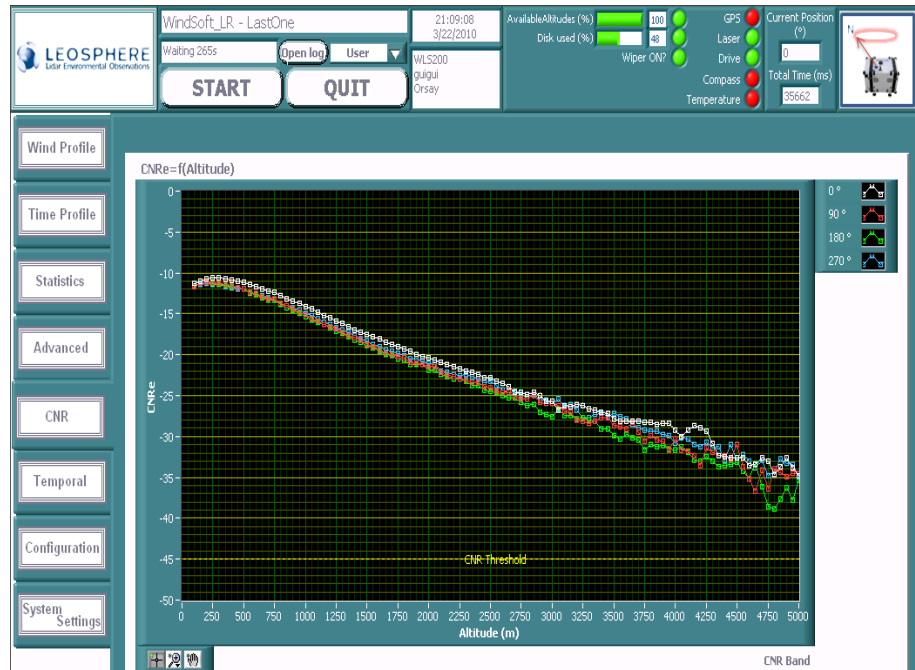 LEOSPHERE
Lidar Environmental Observations
WindSoft_LR - LastOne
Waiting 265s
Open log
User
START
QUIT
21:09:08
3/22/2010
WLS200
guigui
Orsay
AvailableAltitudes (%)
100
Disk used (%)
48
Wiper ON?
GPS
Laser
Drive
Compass
Temperature
Current Position
(°)
0
Total Time (ms)
35662
N
Wind Profile
Time Profile
Statistics
Advanced
CNR
Temporal
Configuration
System
Settings
CNRe=f(Altitude)
0
-5
-10
-15
-20
-25
-30
-35
-40
-45
-50
CNRe
CNR Threshold
0 250 500 750 1000 1250 1500 1750 2000 2250 2500 2750 3000 3250 3500 3750 4000 4250 4500 4750 5000
Altitude (m)
0 °
90 °
180 °
270 °
CNR Band